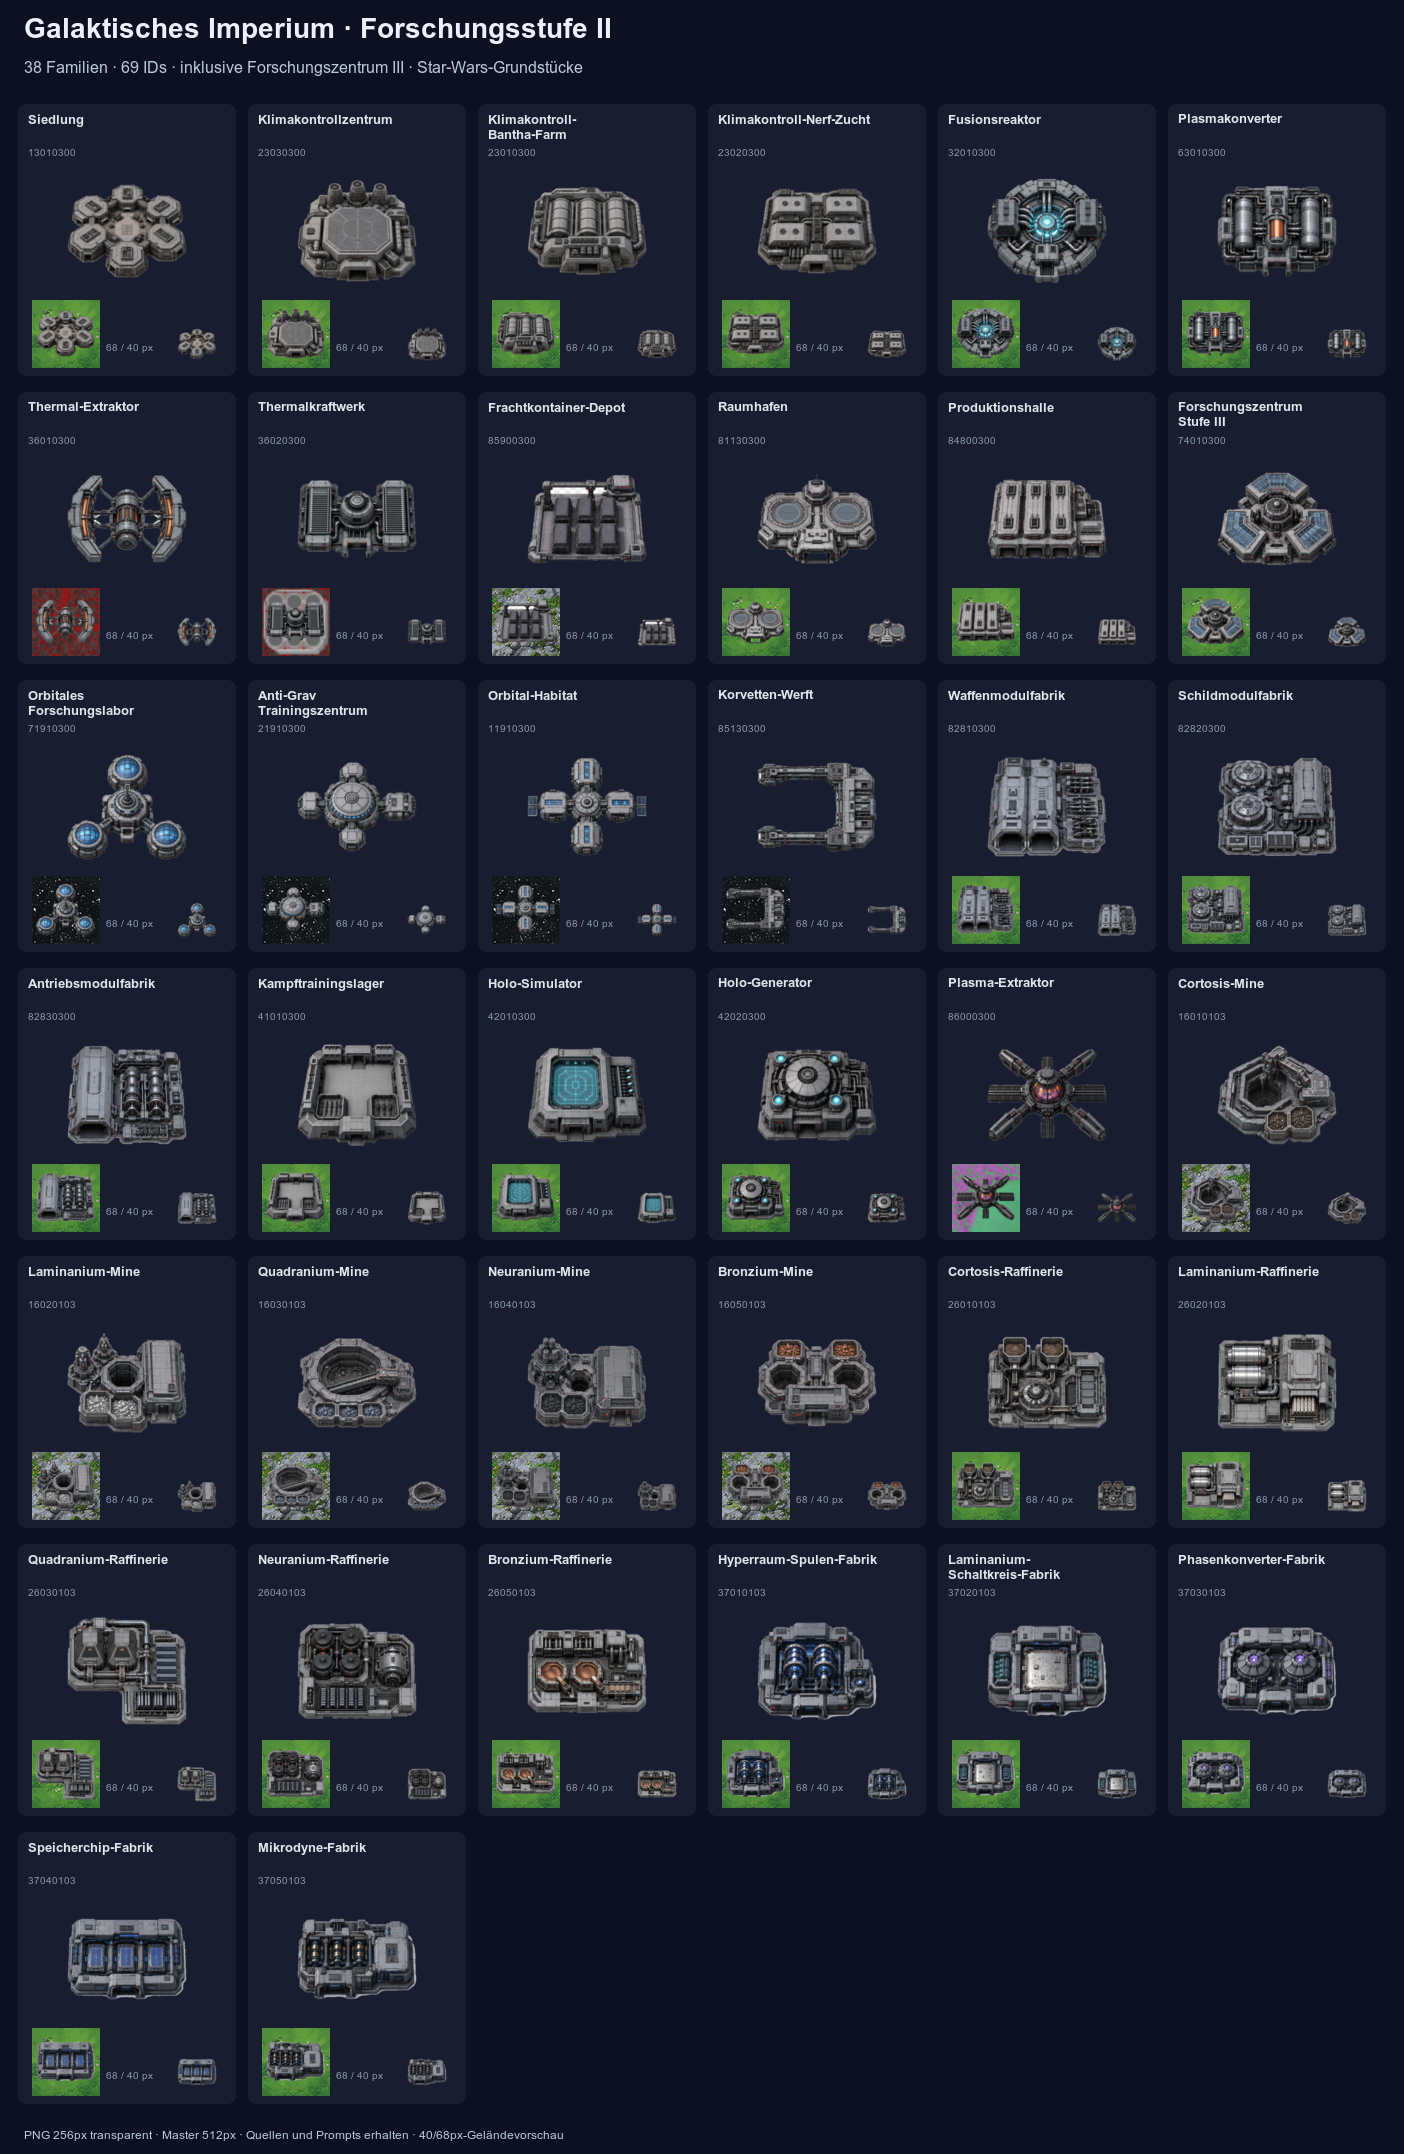 Galaktisches Imperium · Forschungsstufe II
38 Familien · 69 IDs · inklusive Forschungszentrum III · Star-Wars-Grundstücke
Siedlung
13010300
68 / 40 px
Klimakontrollzentrum
23030300
68 / 40 px
Klimakontroll-
Bantha-Farm
23010300
68 / 40 px
Klimakontroll-Nerf-Zucht
23020300
68 / 40 px
Fusionsreaktor
32010300
68 / 40 px
Plasmakonverter
63010300
68 / 40 px
Thermal-Extraktor
36010300
68 / 40 px
Thermalkraftwerk
36020300
68 / 40 px
Frachtkontainer-Depot
85900300
68 / 40 px
Raumhafen
81130300
68 / 40 px
Produktionshalle
84800300
68 / 40 px
Forschungszentrum
Stufe III
74010300
68 / 40 px
Orbitales
Forschungslabor
71910300
68 / 40 px
Anti-Grav
Trainingszentrum
21910300
68 / 40 px
Orbital-Habitat
11910300
68 / 40 px
Korvetten-Werft
85130300
68 / 40 px
Waffenmodulfabrik
82810300
68 / 40 px
Schildmodulfabrik
82820300
68 / 40 px
Antriebsmodulfabrik
82830300
68 / 40 px
Kampftrainingslager
41010300
68 / 40 px
Holo-Simulator
42010300
68 / 40 px
Holo-Generator
42020300
68 / 40 px
Plasma-Extraktor
86000300
68 / 40 px
Cortosis-Mine
16010103
68 / 40 px
Laminanium-Mine
16020103
68 / 40 px
Quadranium-Mine
16030103
68 / 40 px
Neuranium-Mine
16040103
68 / 40 px
Bronzium-Mine
16050103
68 / 40 px
Cortosis-Raffinerie
26010103
68 / 40 px
Laminanium-Raffinerie
26020103
68 / 40 px
Quadranium-Raffinerie
26030103
68 / 40 px
Neuranium-Raffinerie
26040103
68 / 40 px
Bronzium-Raffinerie
26050103
68 / 40 px
Hyperraum-Spulen-Fabrik
37010103
68 / 40 px
Laminanium-
Schaltkreis-Fabrik
37020103
68 / 40 px
Phasenkonverter-Fabrik
37030103
68 / 40 px
Speicherchip-Fabrik
37040103
68 / 40 px
Mikrodyne-Fabrik
37050103
68 / 40 px
PNG 256px transparent · Master 512px · Quellen und Prompts erhalten · 40/68px-Geländevorschau